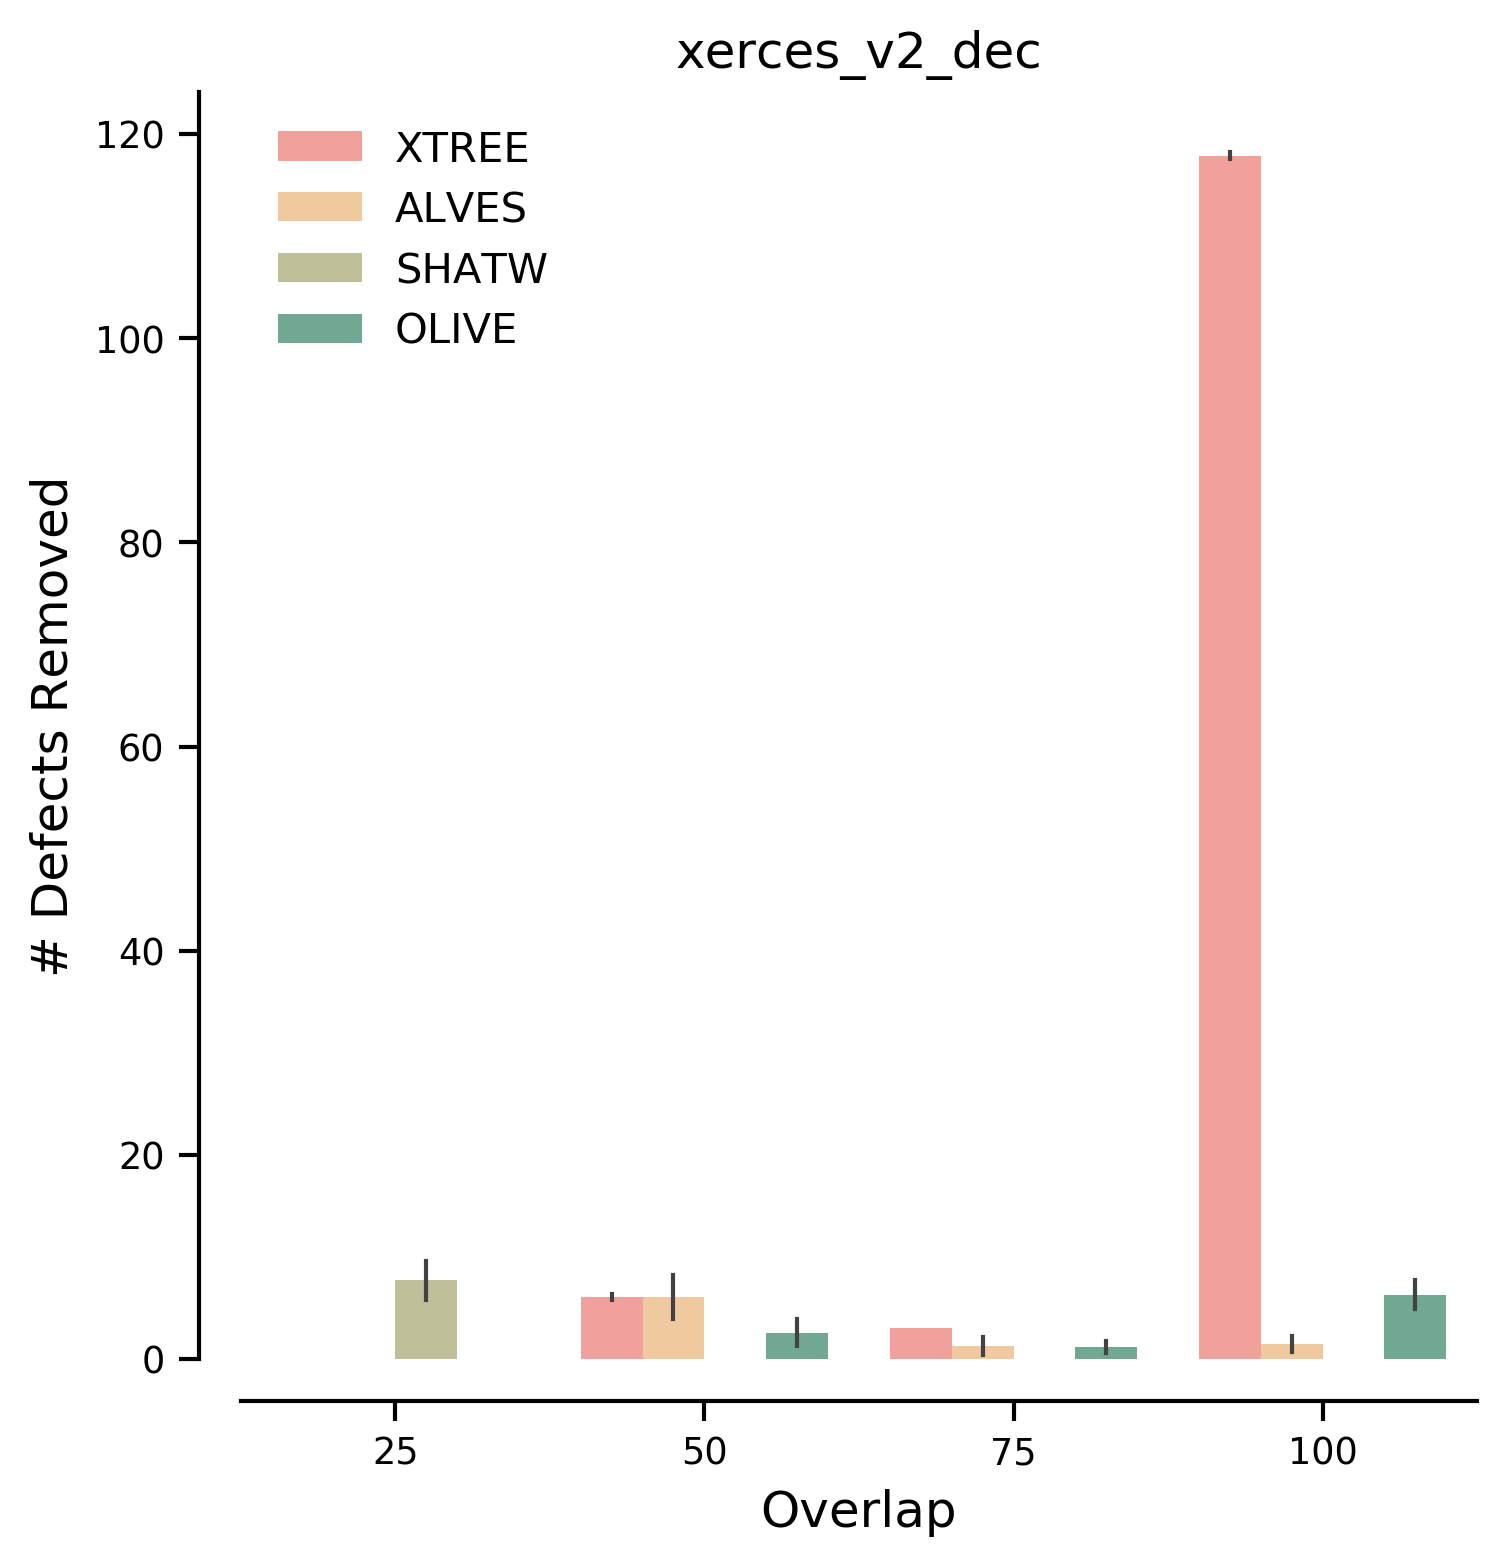 xerces_v2_dec
XTREE
ALVES
SHATW
OLIVE
# Defects Removed
120
100
80
60
40
20
0
25 50 75 100
Overlap